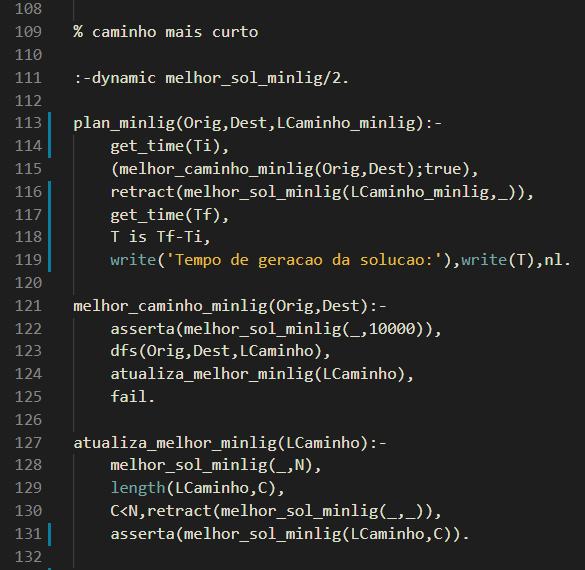 108
109 % caminho mais curto
110
111 :-dynamic melhor_sol_minlig/2.
112
113 plan_minlig(Orig,Dest,LCaminho_minlig):-
114     get_time(Ti),
115     (melhor_caminho_minlig(Orig,Dest);true),
116     retract(melhor_sol_minlig(LCaminho_minlig,_)),
117     get_time(Tf),
118     T is Tf-Ti,
119     write('Tempo de geracao da solucao:'),write(T),nl.
120
121 melhor_caminho_minlig(Orig,Dest):-
122     asserta(melhor_sol_minlig(_,10000)),
123     dfs(Orig,Dest,LCaminho),
124     atualiza_melhor_minlig(LCaminho),
125     fail.
126
127 atualiza_melhor_minlig(LCaminho):-
128     melhor_sol_minlig(_,N),
129     length(LCaminho,C),
130     C<N,retract(melhor_sol_minlig(_,_)),
131     asserta(melhor_sol_minlig(LCaminho,C)).
132